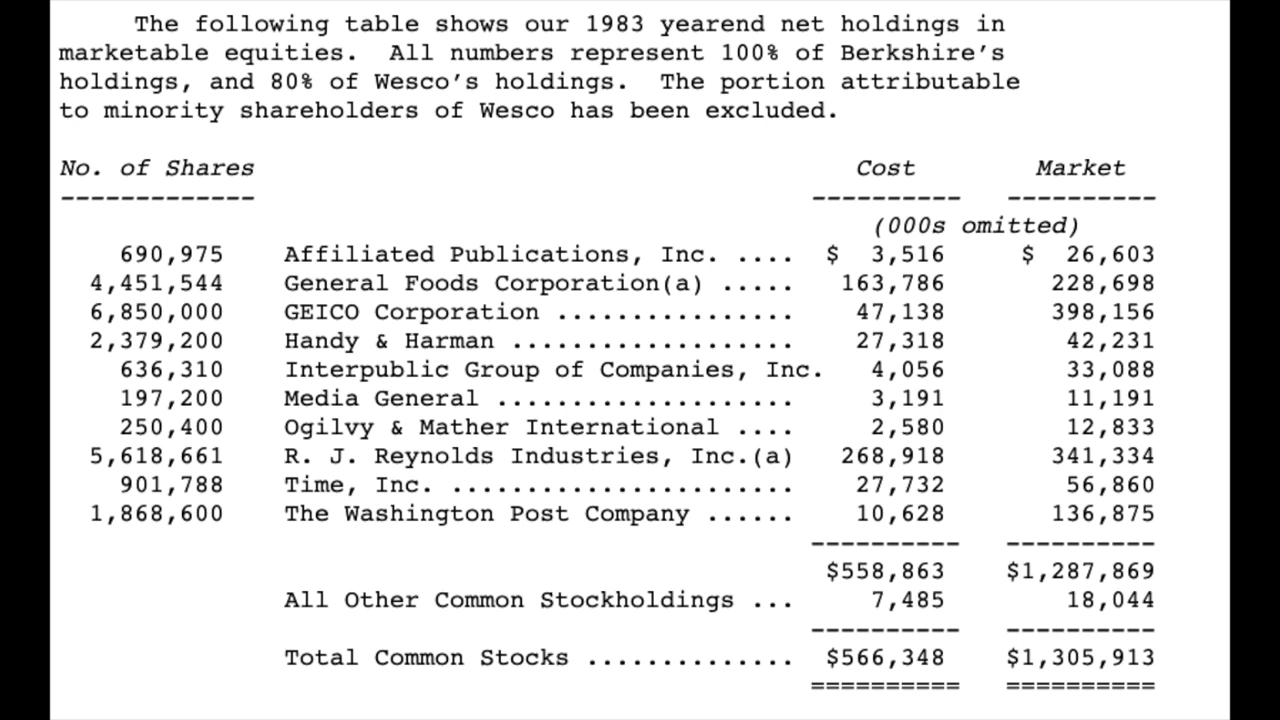 The following table shows our 1983 yearend net holdings in
marketable equities.  All numbers represent 100% of Berkshire's
holdings, and 80% of Wesco's holdings.  The portion attributable
to minority shareholders of Wesco has been excluded.
No. of Shares Cost Market
------------- ---------- ----------
(000s omitted)
690,975 Affiliated Publications, Inc. .... $ 3,516 $ 26,603
4,451,544 General Foods Corporation(a) ..... 163,786 228,698
6,850,000 GEICO Corporation ................ 47,138 398,156
2,379,200 Handy & Harman ................... 27,318 42,231
636,310 Interpublic Group of Companies, Inc. 4,056 33,088
197,200 Media General .................... 3,191 11,191
250,400 Ogilvy & Mather International .... 2,580 12,833
5,618,661 R. J. Reynolds Industries, Inc.(a) 268,918 341,334
901,788 Time, Inc. ....................... 27,732 56,860
1,868,600 The Washington Post Company ...... 10,628 136,875
---------- ----------
$558,863 $1,287,869
All Other Common Stockholdings ... 7,485 18,044
---------- ----------
Total Common Stocks .............. $566,348 $1,305,913
========== ==========